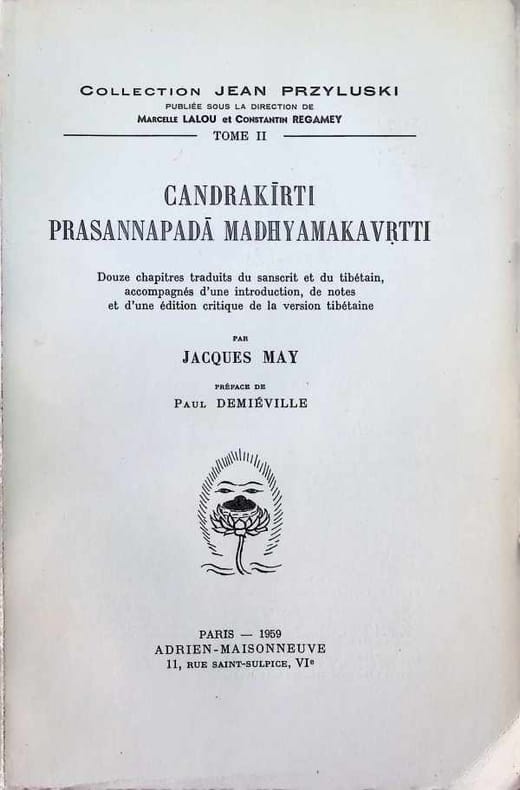 COLLECTION JEAN PRZYLUSKI
PUBLIÉE SOUS LA DIRECTION DE
MARCELLE LALOU et CONSTANTIN REGAMEY
TOME II
CANDRAKĪRTI
PRASANNAPADĀ MADHYAMAKAVṚTTI
Douze chapitres traduits du sanscrit et du tibétain,
accompagnés d'une introduction, de notes
et d'une édition critique de la version tibétaine
PAR
JACQUES MAY
PRÉFACE DE
PAUL DEMIÉVILLE
PARIS — 1959
ADRIEN-MAISONNEUVE
11, RUE SAINT-SULPICE, VIe